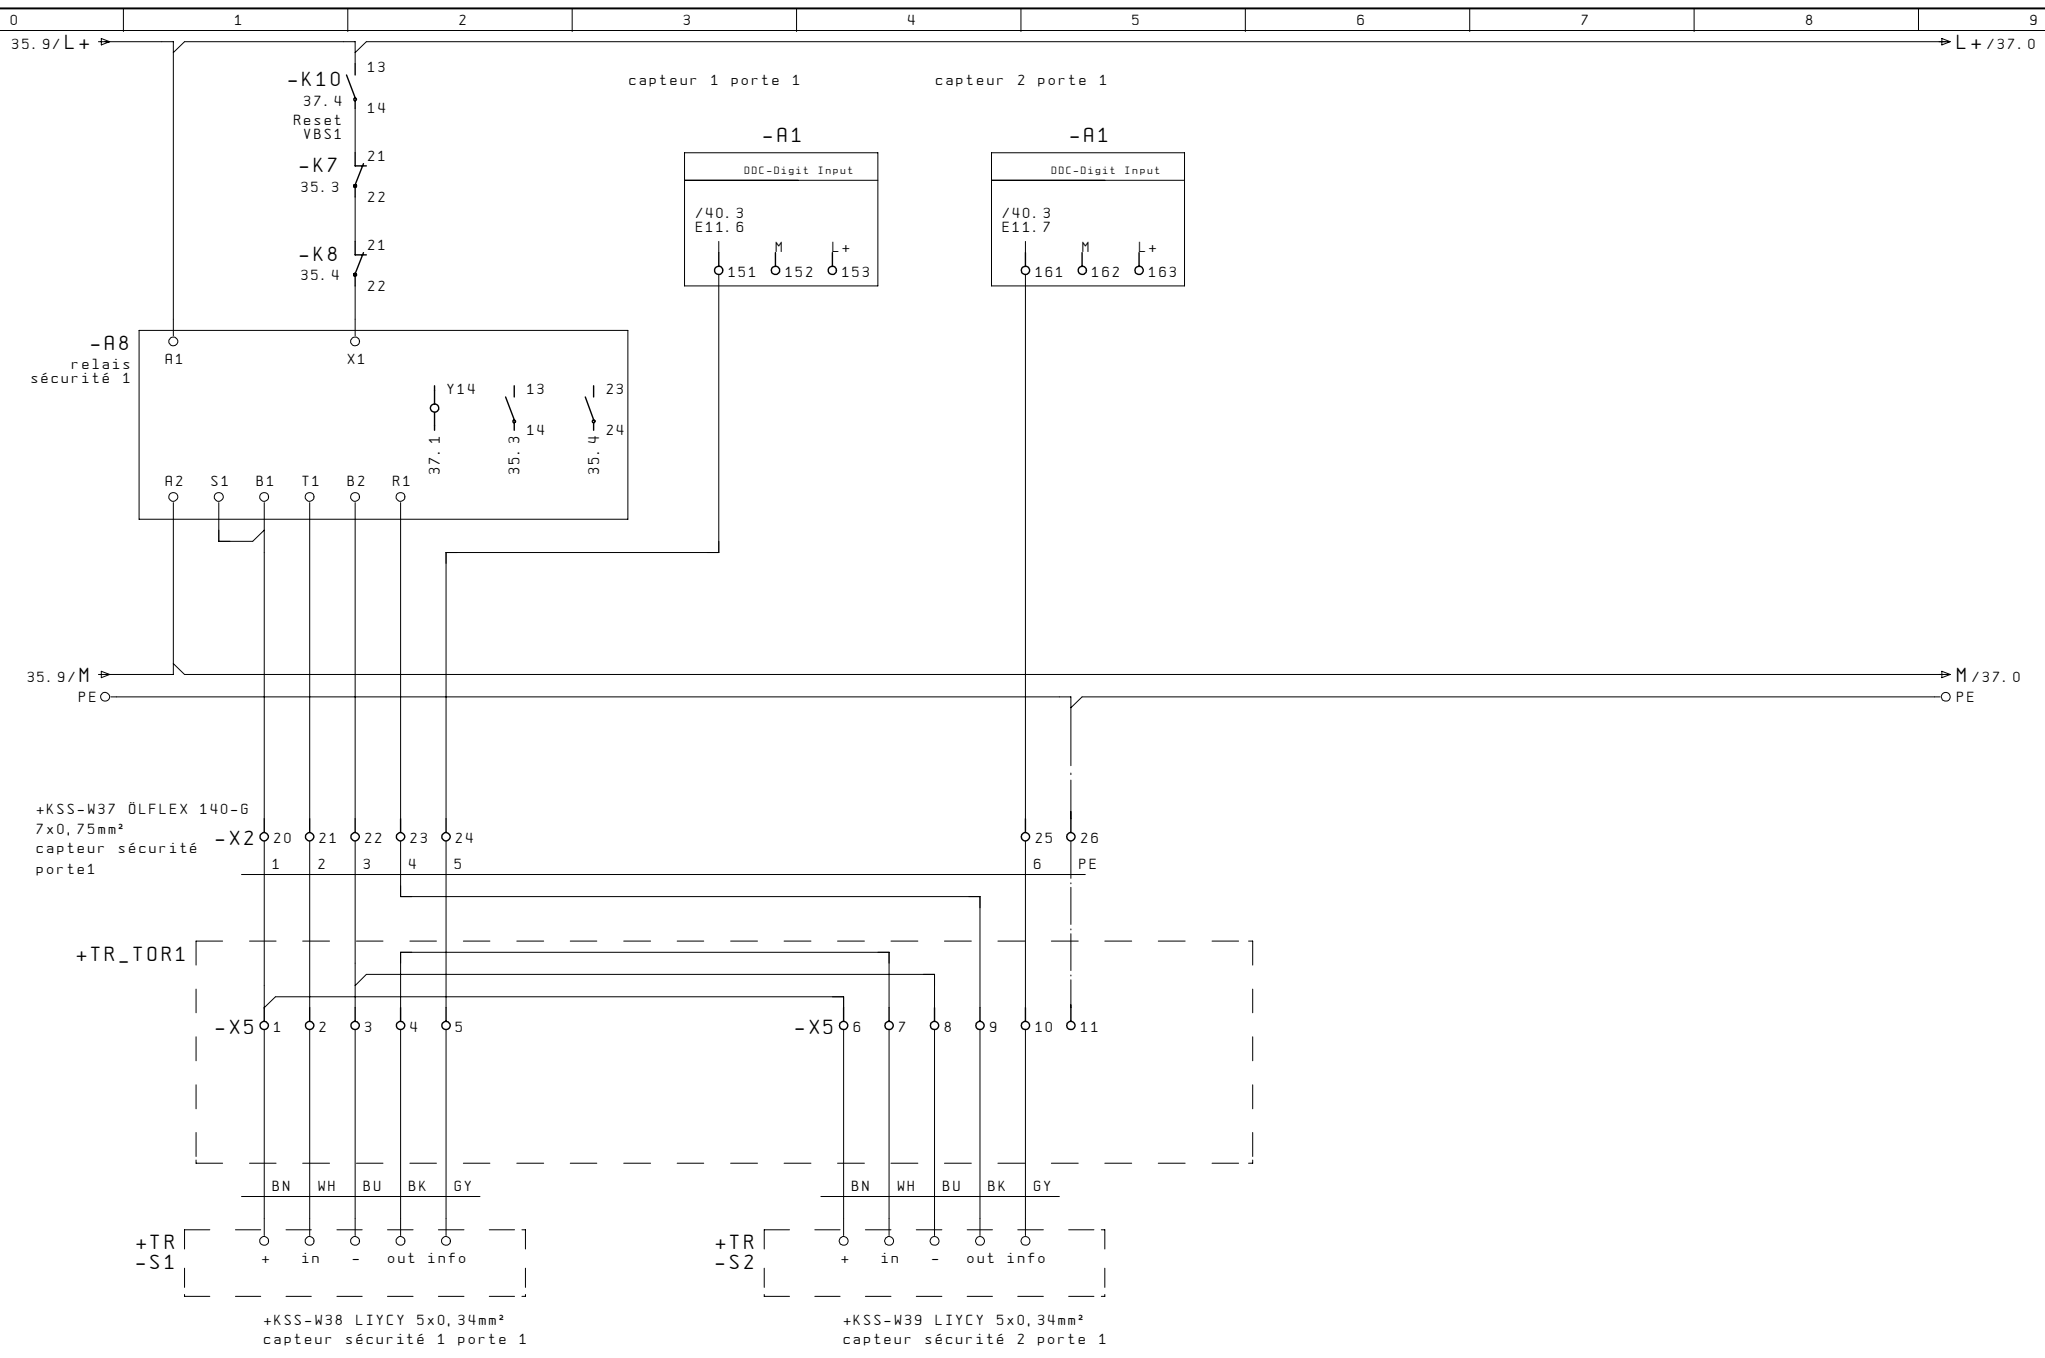 0 1 2 3 4 5 6 7 8 9
35.9/L+ L+/37.0
-K10 13
37.4 14
Reset
VBS1
-K7 21
35.3 22
-K8 21
35.4 22
capteur 1 porte 1 capteur 2 porte 1
-A1 -A1
DDC-Digit Input DDC-Digit Input
/40.3 /40.3
E11.6 E11.7
M L+ M L+
151 152 153 161 162 163
-A8
relais
sécurité 1
A1 X1
Y14 13 23
14 24
37.1 35.3 35.4
A2 S1 B1 T1 B2 R1
35.9/M M/37.0
PE PE
+KSS-W37 ÖLFLEX 140-G
7x0,75mm²
capteur sécurité
porte1
-X2 20 21 22 23 24 25 26
1 2 3 4 5 6 PE
+TR_TOR1
-X5 1 2 3 4 5 -X5 6 7 8 9 10 11
BN WH BU BK GY BN WH BU BK GY
+TR +TR
-S1 -S2
+ in - out info + in - out info
+KSS-W38 LIYCY 5x0,34mm² +KSS-W39 LIYCY 5x0,34mm²
capteur sécurité 1 porte 1 capteur sécurité 2 porte 1